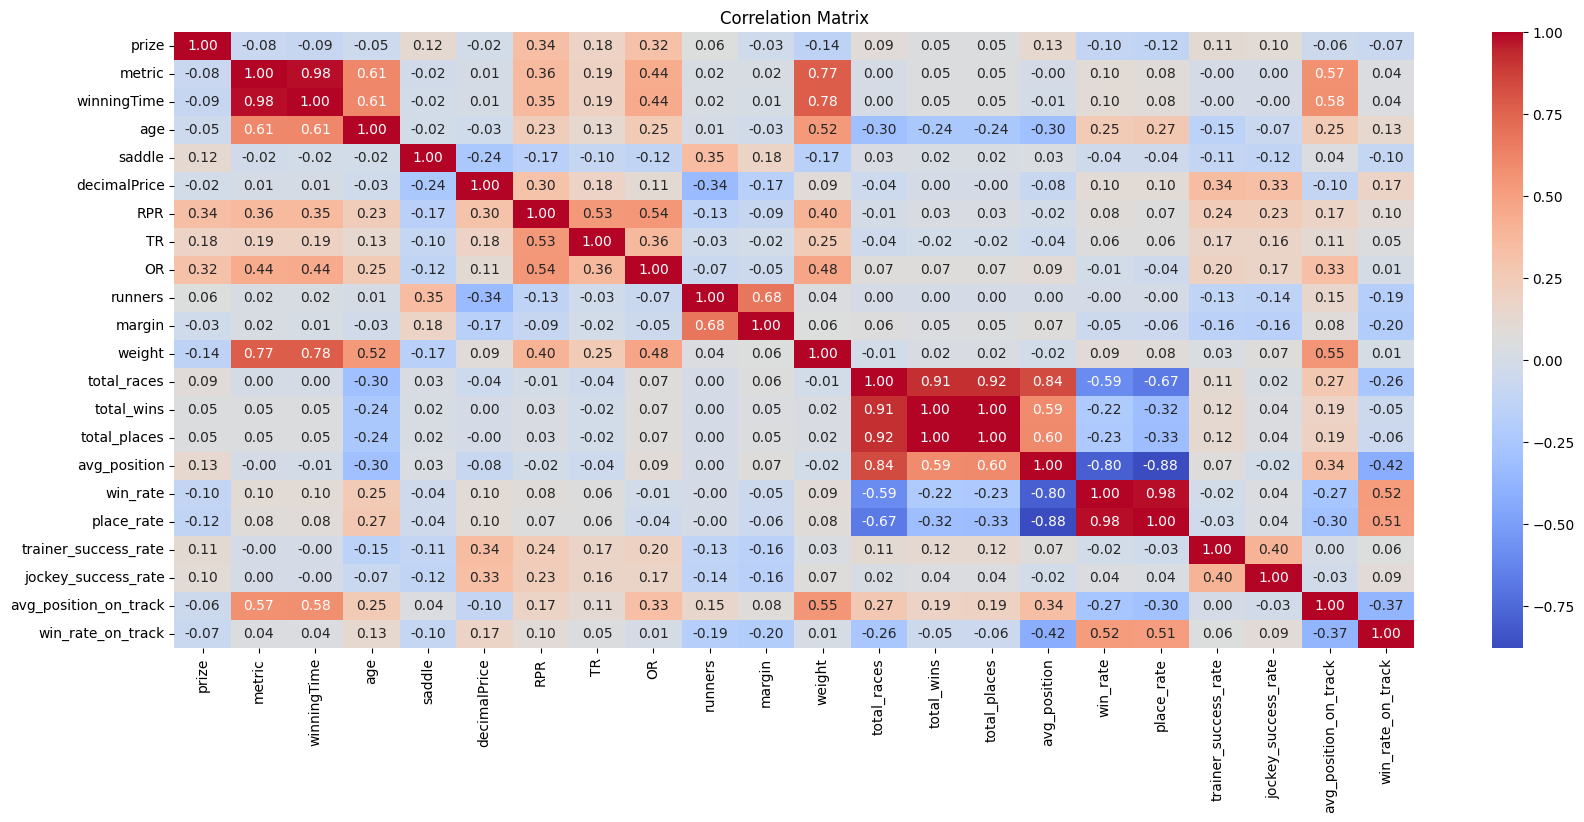 Correlation Matrix
prize 1.00 -0.08 -0.09 -0.05 0.12 -0.02 0.34 0.18 0.32 0.06 -0.03 -0.14 0.09 0.05 0.05 0.13 -0.10 -0.12 0.11 0.10 -0.06 -0.07
metric -0.08 1.00 0.98 0.61 -0.02 0.01 0.36 0.19 0.44 0.02 0.02 0.77 0.00 0.05 0.05 -0.00 0.10 0.08 -0.00 0.00 0.57 0.04
winningTime -0.09 0.98 1.00 0.61 -0.02 0.01 0.35 0.19 0.44 0.02 0.01 0.78 0.00 0.05 0.05 -0.01 0.10 0.08 -0.00 -0.00 0.58 0.04
age -0.05 0.61 0.61 1.00 -0.02 -0.03 0.23 0.13 0.25 0.01 -0.03 0.52 -0.30 -0.24 -0.24 -0.30 0.25 0.27 -0.15 -0.07 0.25 0.13
saddle 0.12 -0.02 -0.02 -0.02 1.00 -0.24 -0.17 -0.10 -0.12 0.35 0.18 -0.17 0.03 0.02 0.02 0.03 -0.04 -0.04 -0.11 -0.12 0.04 -0.10
decimalPrice -0.02 0.01 0.01 -0.03 -0.24 1.00 0.30 0.18 0.11 -0.34 -0.17 0.09 -0.04 0.00 -0.00 -0.08 0.10 0.10 0.34 0.33 -0.10 0.17
RPR 0.34 0.36 0.35 0.23 -0.17 0.30 1.00 0.53 0.54 -0.13 -0.09 0.40 -0.01 0.03 0.03 -0.02 0.08 0.07 0.24 0.23 0.17 0.10
TR 0.18 0.19 0.19 0.13 -0.10 0.18 0.53 1.00 0.36 -0.03 -0.02 0.25 -0.04 -0.02 -0.02 -0.04 0.06 0.06 0.17 0.16 0.11 0.05
OR 0.32 0.44 0.44 0.25 -0.12 0.11 0.54 0.36 1.00 -0.07 -0.05 0.48 0.07 0.07 0.07 0.09 -0.01 -0.04 0.20 0.17 0.33 0.01
runners 0.06 0.02 0.02 0.01 0.35 -0.34 -0.13 -0.03 -0.07 1.00 0.68 0.04 0.00 0.00 0.00 0.00 -0.00 -0.00 -0.13 -0.14 0.15 -0.19
margin -0.03 0.02 0.01 -0.03 0.18 -0.17 -0.09 -0.02 -0.05 0.68 1.00 0.06 0.06 0.05 0.05 0.07 -0.05 -0.06 -0.16 -0.16 0.08 -0.20
weight -0.14 0.77 0.78 0.52 -0.17 0.09 0.40 0.25 0.48 0.04 0.06 1.00 -0.01 0.02 0.02 -0.02 0.09 0.08 0.03 0.07 0.55 0.01
total_races 0.09 0.00 0.00 -0.30 0.03 -0.04 -0.01 -0.04 0.07 0.00 0.06 -0.01 1.00 0.91 0.92 0.84 -0.59 -0.67 0.11 0.02 0.27 -0.26
total_wins 0.05 0.05 0.05 -0.24 0.02 0.00 0.03 -0.02 0.07 0.00 0.05 0.02 0.91 1.00 1.00 0.59 -0.22 -0.32 0.12 0.04 0.19 -0.05
total_places 0.05 0.05 0.05 -0.24 0.02 -0.00 0.03 -0.02 0.07 0.00 0.05 0.02 0.92 1.00 1.00 0.60 -0.23 -0.33 0.12 0.04 0.19 -0.06
avg_position 0.13 -0.00 -0.01 -0.30 0.03 -0.08 -0.02 -0.04 0.09 0.00 0.07 -0.02 0.84 0.59 0.60 1.00 -0.80 -0.88 0.07 -0.02 0.34 -0.42
win_rate -0.10 0.10 0.10 0.25 -0.04 0.10 0.08 0.06 -0.01 -0.00 -0.05 0.09 -0.59 -0.22 -0.23 -0.80 1.00 0.98 -0.02 0.04 -0.27 0.52
place_rate -0.12 0.08 0.08 0.27 -0.04 0.10 0.07 0.06 -0.04 -0.00 -0.06 0.08 -0.67 -0.32 -0.33 -0.88 0.98 1.00 -0.03 0.04 -0.30 0.51
trainer_success_rate 0.11 -0.00 -0.00 -0.15 -0.11 0.34 0.24 0.17 0.20 -0.13 -0.16 0.03 0.11 0.12 0.12 0.07 -0.02 -0.03 1.00 0.40 0.00 0.06
jockey_success_rate 0.10 0.00 -0.00 -0.07 -0.12 0.33 0.23 0.16 0.17 -0.14 -0.16 0.07 0.02 0.04 0.04 -0.02 0.04 0.04 0.40 1.00 -0.03 0.09
avg_position_on_track -0.06 0.57 0.58 0.25 0.04 -0.10 0.17 0.11 0.33 0.15 0.08 0.55 0.27 0.19 0.19 0.34 -0.27 -0.30 0.00 -0.03 1.00 -0.37
win_rate_on_track -0.07 0.04 0.04 0.13 -0.10 0.17 0.10 0.05 0.01 -0.19 -0.20 0.01 -0.26 -0.05 -0.06 -0.42 0.52 0.51 0.06 0.09 -0.37 1.00
prize
metric
winningTime
age
saddle
decimalPrice
RPR
TR
OR
runners
margin
weight
total_races
total_wins
total_places
avg_position
win_rate
place_rate
trainer_success_rate
jockey_success_rate
avg_position_on_track
win_rate_on_track
1.00
0.75
0.50
0.25
0.00
−0.25
−0.50
−0.75